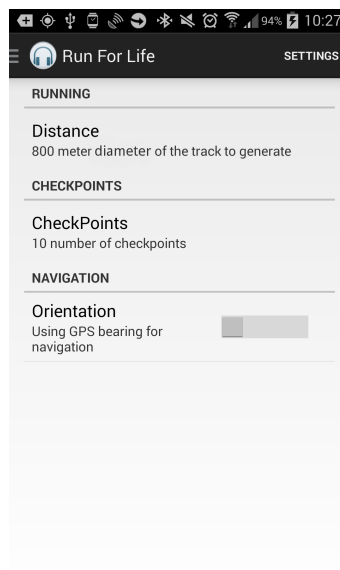 94% 10:27
Run For Life SETTINGS
RUNNING
Distance
800 meter diameter of the track to generate
CHECKPOINTS
CheckPoints
10 number of checkpoints
NAVIGATION
Orientation
Using GPS bearing for
navigation